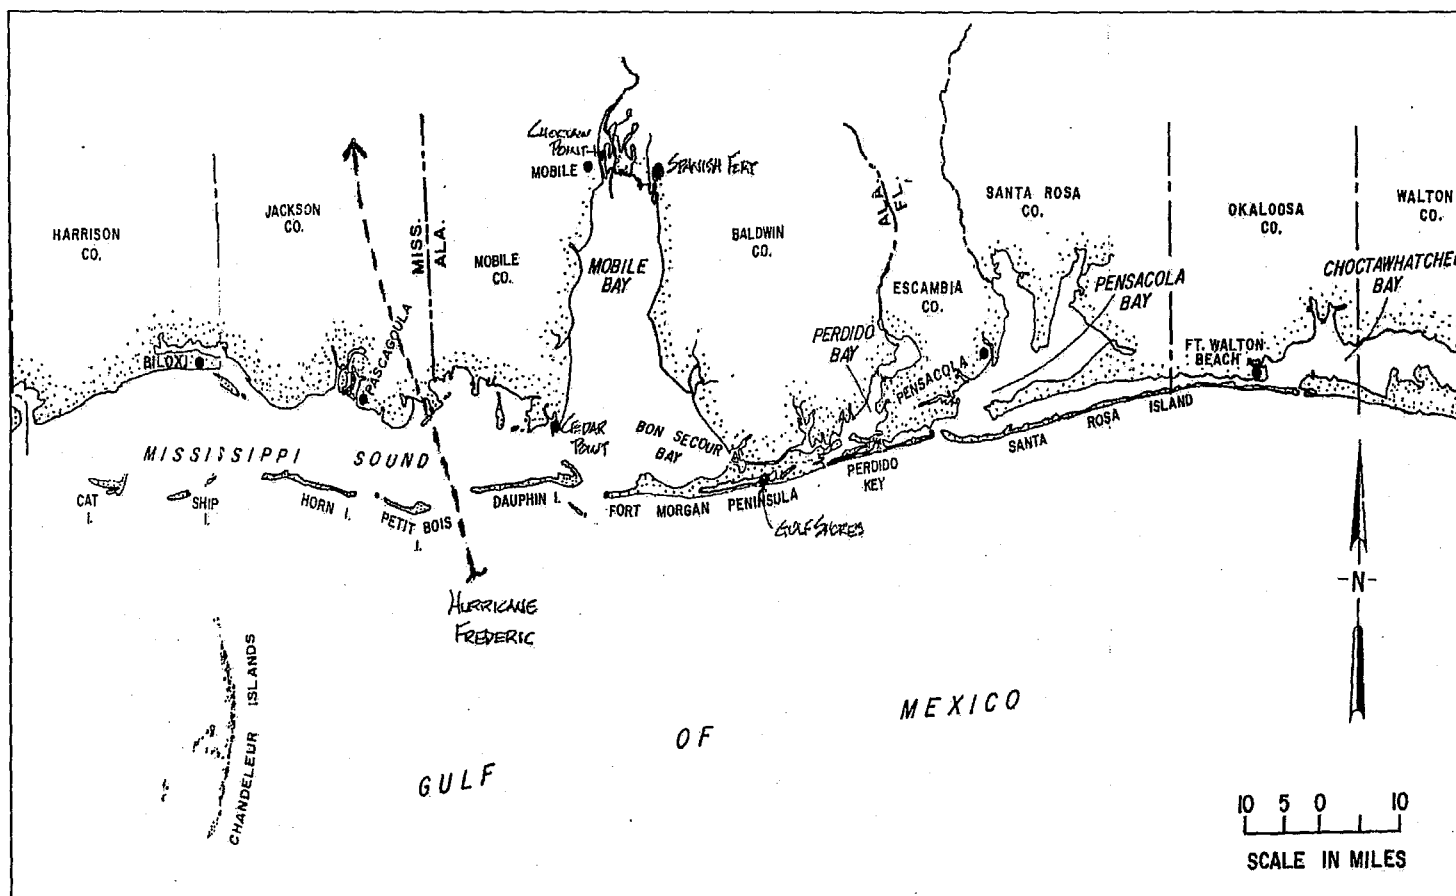 CHOCTAW
POINT
MOBILE
SPANISH FORT
HARRISON
CO.
JACKSON
CO.
MISS.
ALA.
MOBILE
CO.
MOBILE
BAY
BALDWIN
CO.
ALA.
FL.
SANTA ROSA
CO.
OKALOOSA
CO.
WALTON
CO.
ESCAMBIA
CO.
PENSACOLA
BAY
CHOCTAWHATCHEE
BAY
PERDIDO
BAY
FT. WALTON
BEACH
BILOXI
PASCAGOULA
PENSACOLA
CEDAR
POINT
BON SECOUR
BAY
MISSISSIPPI SOUND
SANTA ROSA ISLAND
CAT
I.
SHIP
I.
HORN I.
PETIT BOIS
I.
DAUPHIN I.
FORT MORGAN PENINSULA
PERDIDO
KEY
GULF SHORES
HURRICANE
FREDERIC
-N-
CHANDELEUR ISLANDS
GULF OF MEXICO
10 5 0 10
SCALE IN MILES